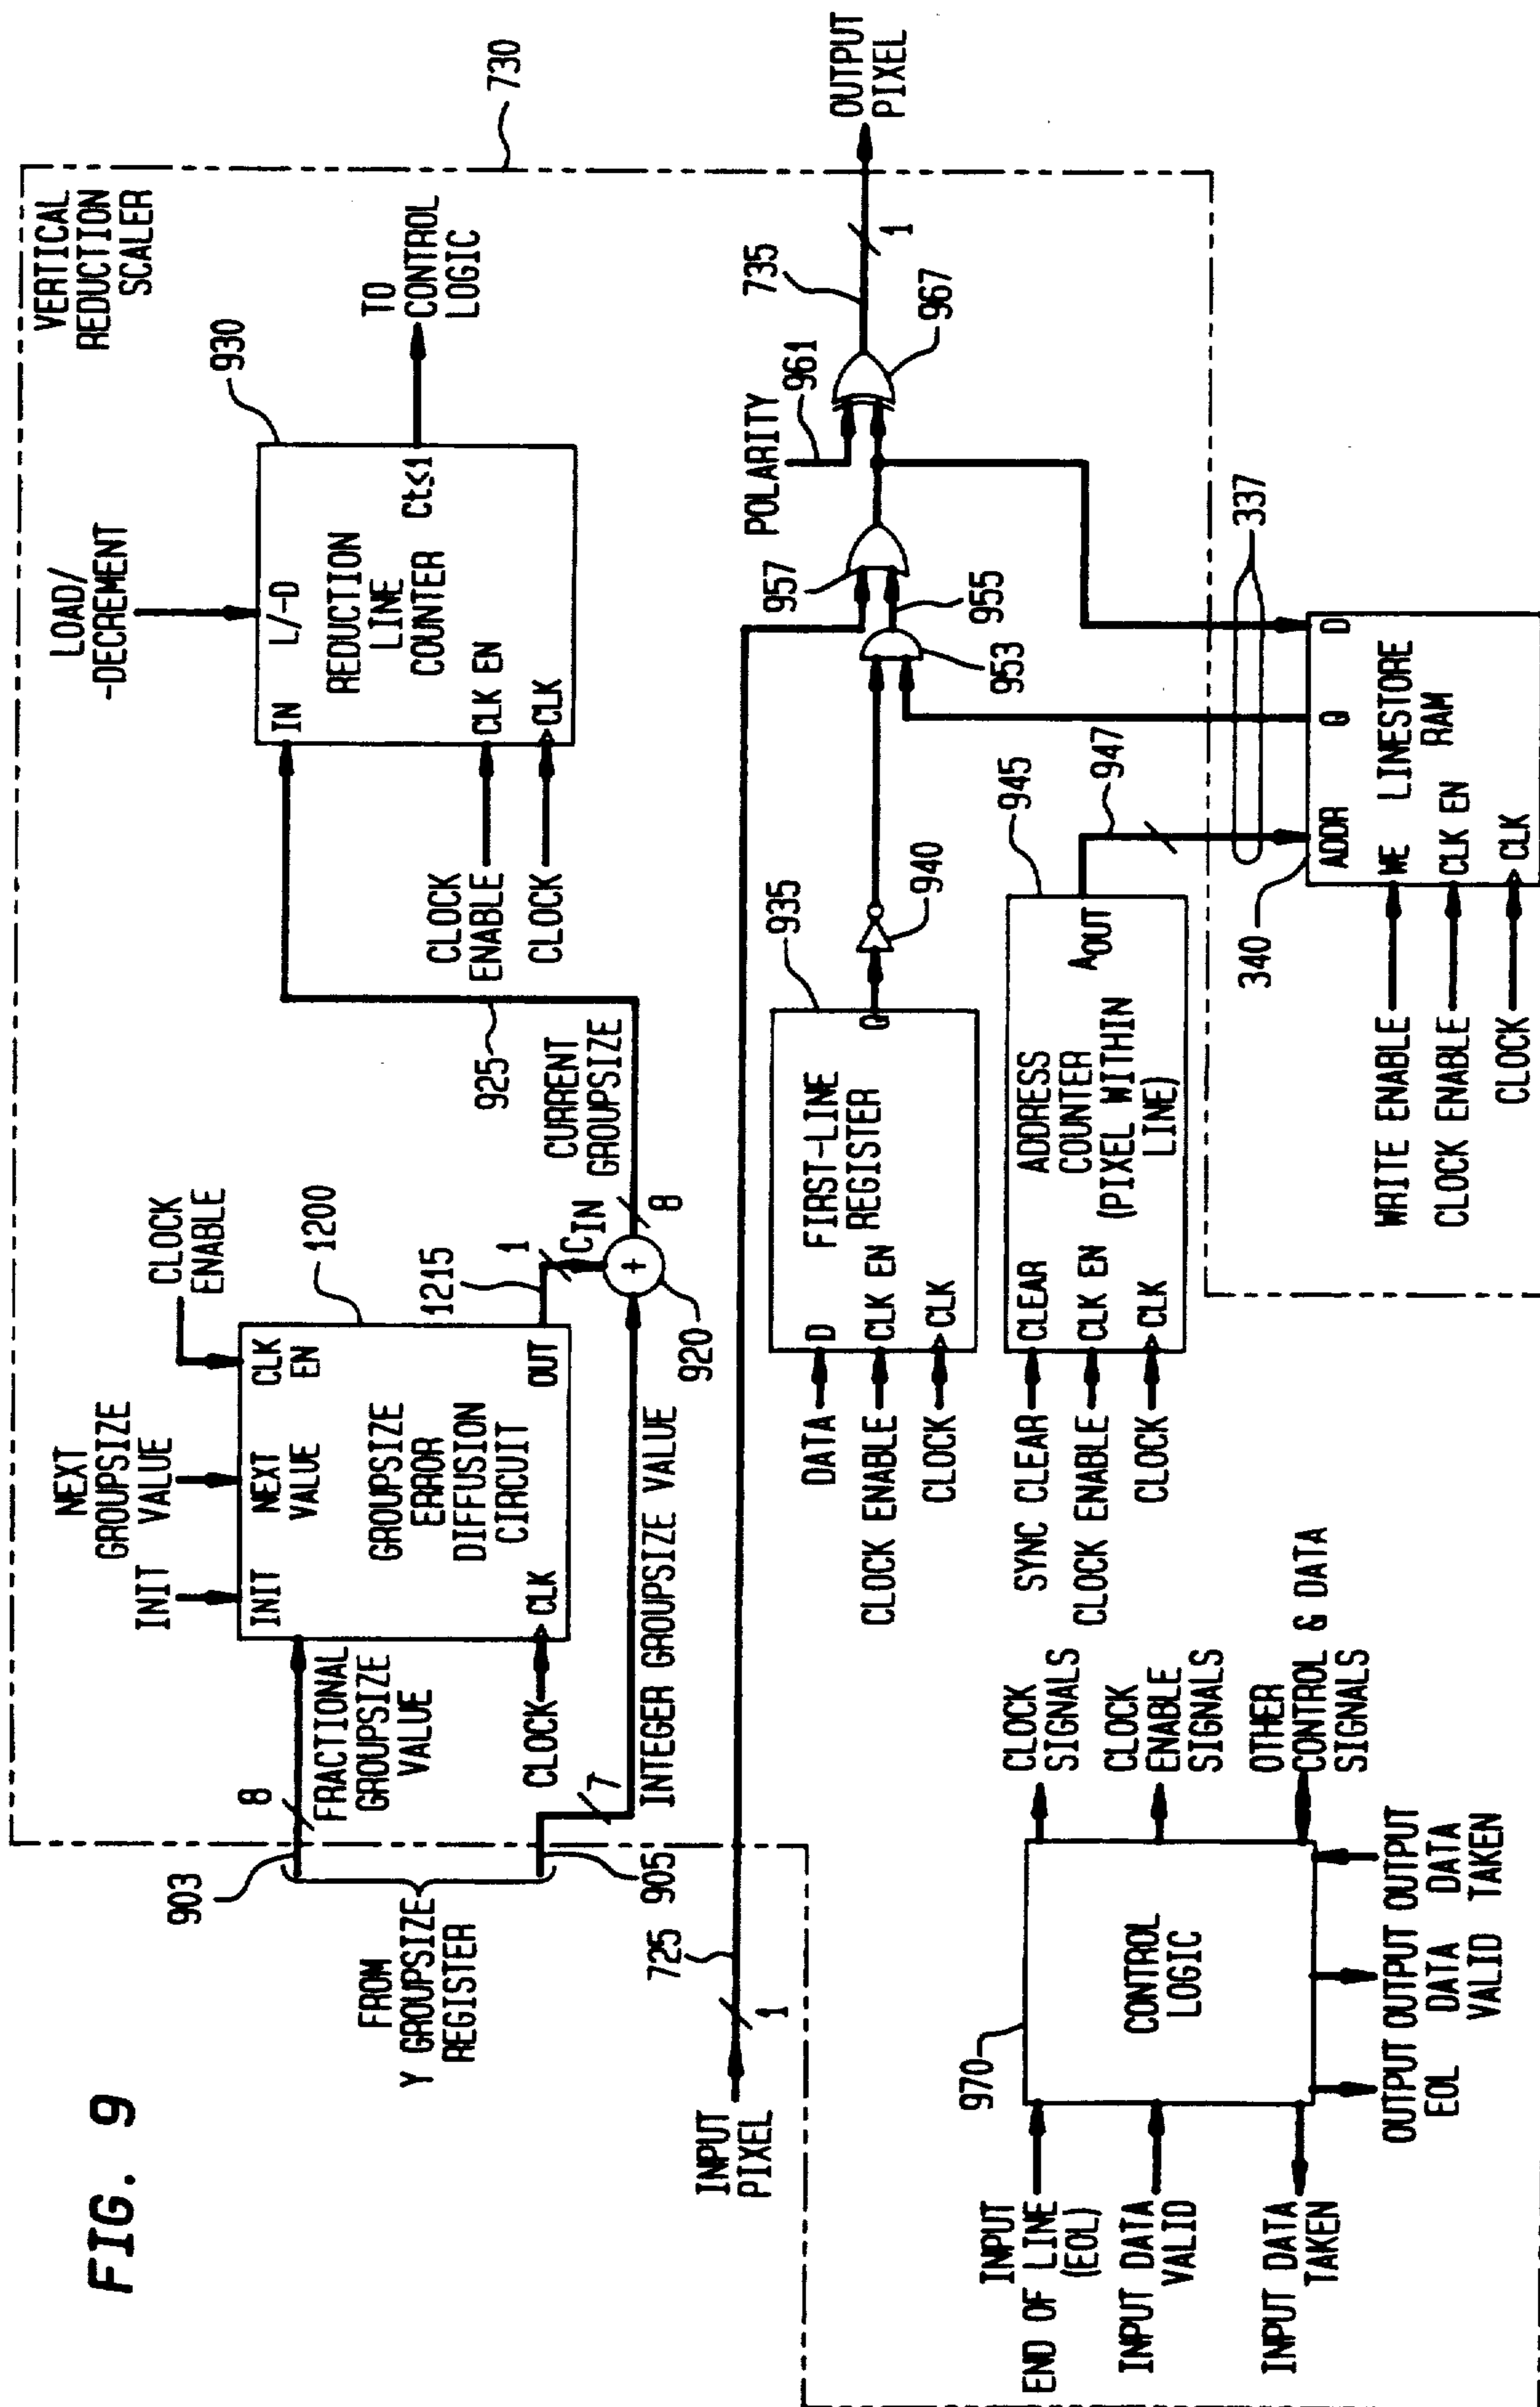 FIG. 9
VERTICAL
REDUCTION
SCALER
730
FROM
Y GROUPSIZE
REGISTER
903
905
8
FRACTIONAL
GROUPSIZE
VALUE
7
INTEGER GROUPSIZE VALUE
CLOCK
INIT
NEXT
GROUPSIZE
VALUE
CLOCK
ENABLE
INIT
NEXT
VALUE
CLK
EN
GROUPSIZE
ERROR
DIFFUSION
CIRCUIT
CLK
OUT
1200
1215
1
CIN
+
920
8
CURRENT
GROUPSIZE
925
LOAD/
-DECREMENT
IN
L/-D
REDUCTION
LINE
COUNTER
Ct≤1
CLK EN
CLK
930
CLOCK
ENABLE
CLOCK
TO
CONTROL
LOGIC
INPUT
PIXEL
1
725
DATA
CLOCK ENABLE
CLOCK
D
CLK EN
CLK
FIRST-LINE
REGISTER
Q
935
940
953
955
957
POLARITY
961
967
735
1
OUTPUT
PIXEL
SYNC CLEAR
CLOCK ENABLE
CLOCK
CLEAR
CLK EN
CLK
ADDRESS
COUNTER
(PIXEL WITHIN
LINE)
AOUT
945
947
337
340
ADDR
Q
D
WE
LINESTORE
RAM
CLK EN
CLK
WRITE ENABLE
CLOCK ENABLE
CLOCK
970
CONTROL
LOGIC
INPUT
END OF LINE
(EOL)
INPUT DATA
VALID
INPUT DATA
TAKEN
CLOCK
SIGNALS
CLOCK
ENABLE
SIGNALS
OTHER
CONTROL & DATA
SIGNALS
OUTPUT
EOL
OUTPUT
DATA
VALID
OUTPUT
DATA
TAKEN